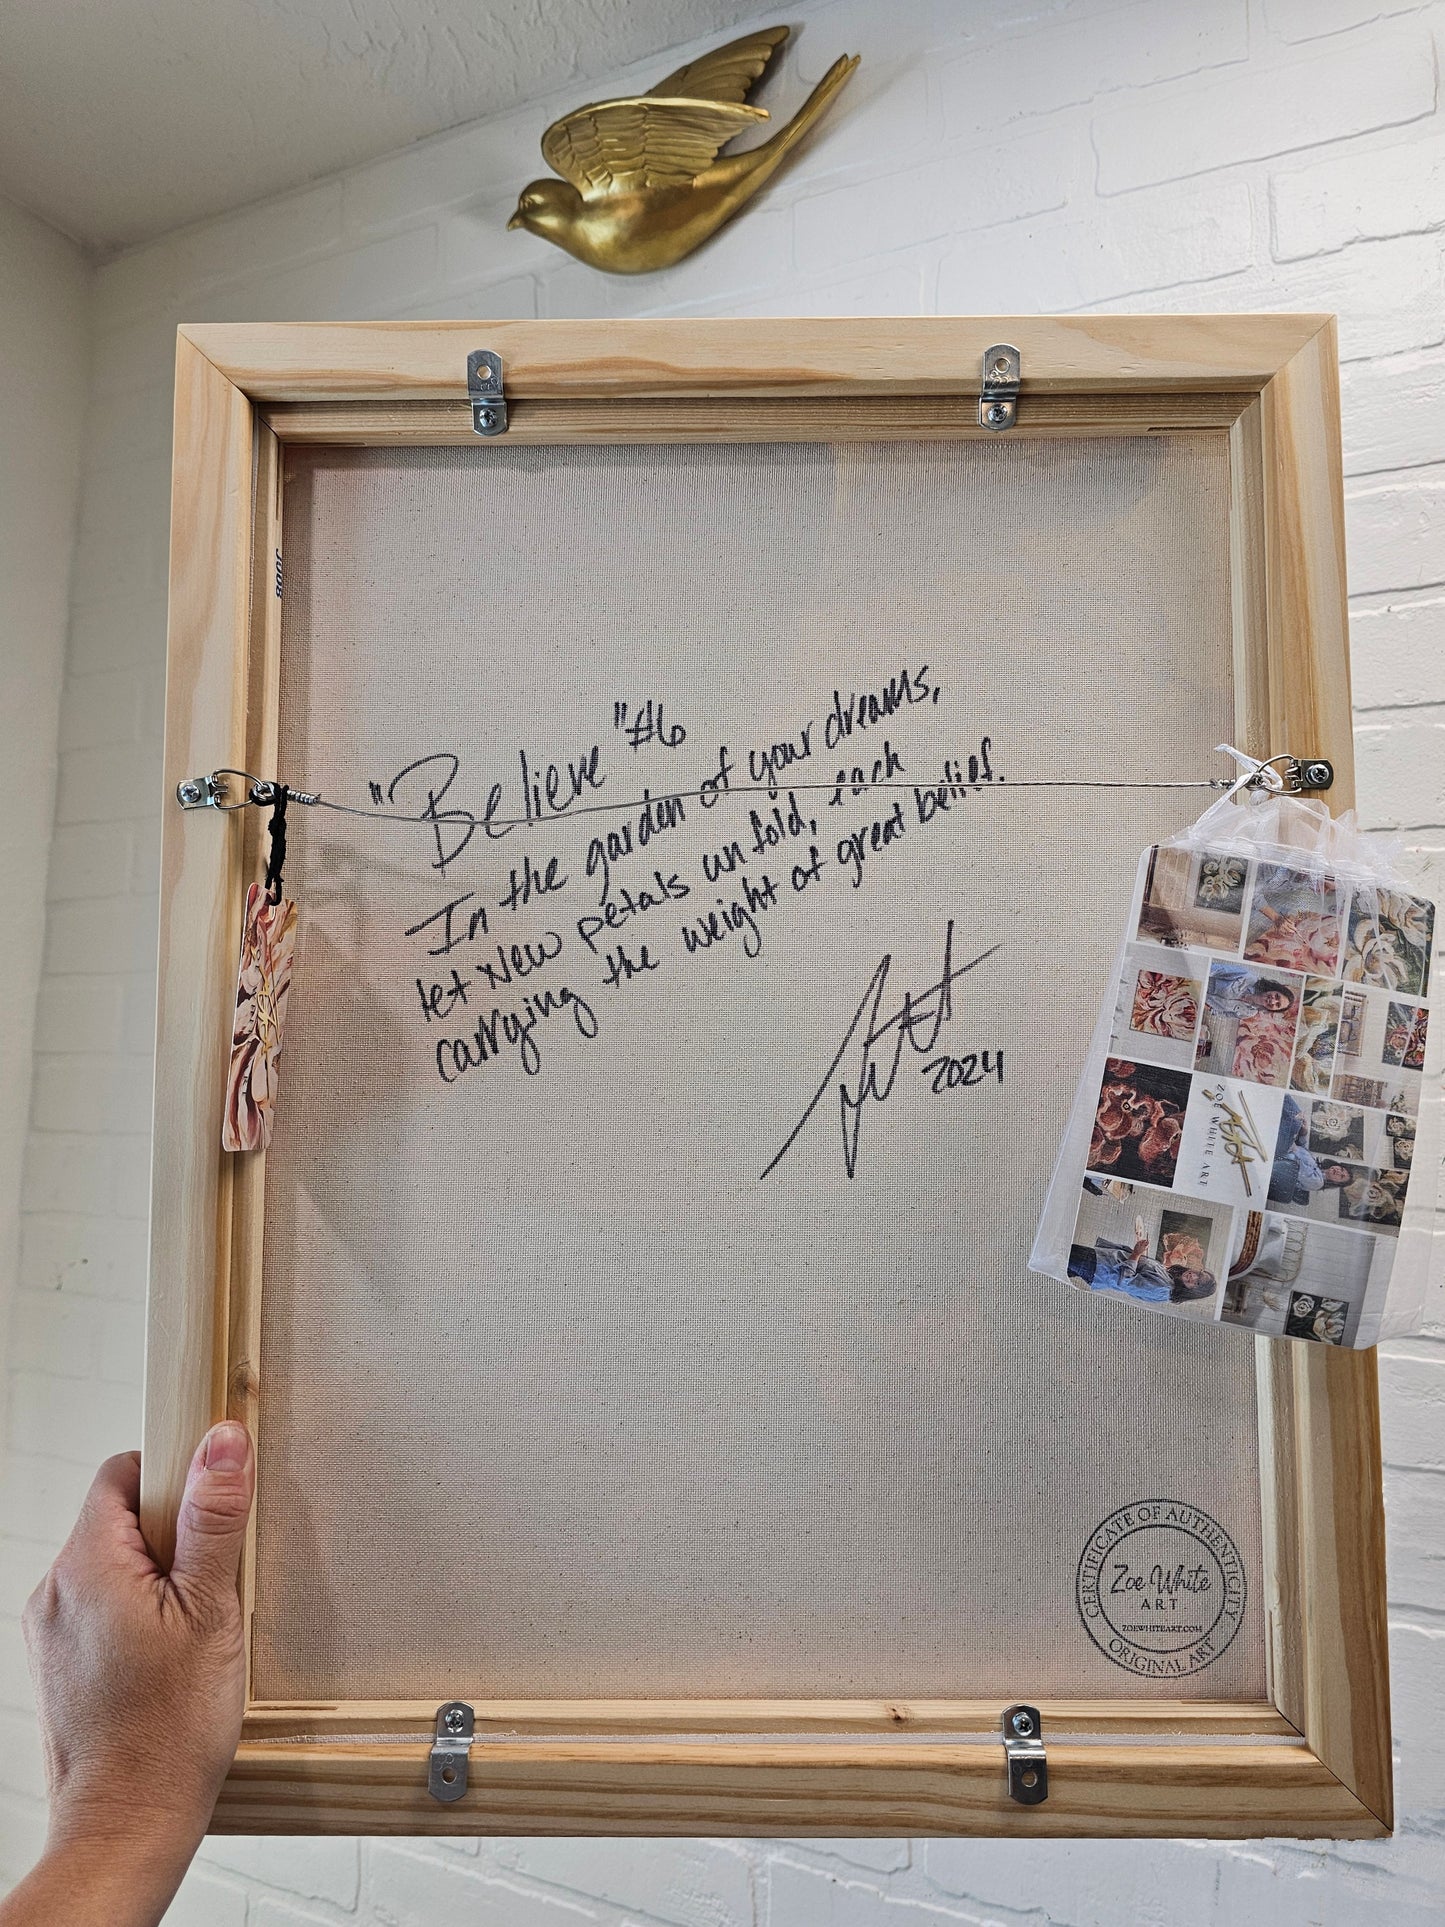 "Believe" #6
In the garden of your dreams,
let new petals unfold, each
carrying the weight of great belief.
2024
ZOE WHITE ART
CERTIFICATE OF AUTHENTICITY
Zoe White
ART
ZOEWHITEART.COM
ORIGINAL ART